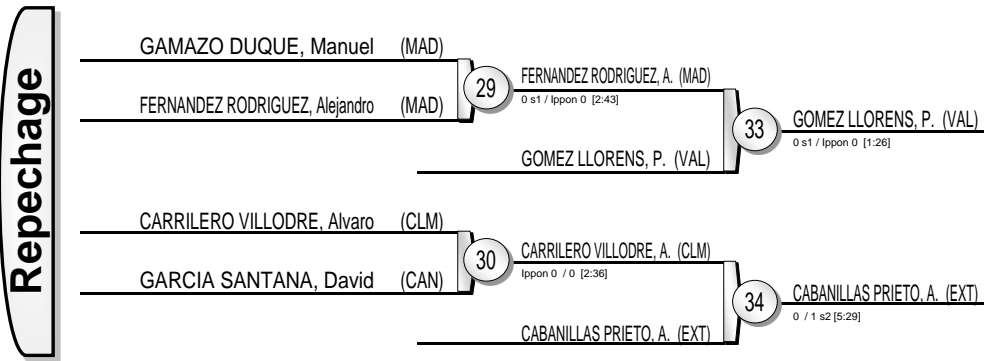 Repechage
GAMAZO DUQUE, Manuel (MAD)
FERNANDEZ RODRIGUEZ, Alejandro (MAD)
29
FERNANDEZ RODRIGUEZ, A. (MAD)
0 s1 / Ippon 0 [2:43]
GOMEZ LLORENS, P. (VAL)
33
GOMEZ LLORENS, P. (VAL)
0 s1 / Ippon 0 [1:26]
CARRILERO VILLODRE, Alvaro (CLM)
GARCIA SANTANA, David (CAN)
30
CARRILERO VILLODRE, A. (CLM)
Ippon 0 / 0 [2:36]
CABANILLAS PRIETO, A. (EXT)
34
CABANILLAS PRIETO, A. (EXT)
0 / 1 s2 [5:29]